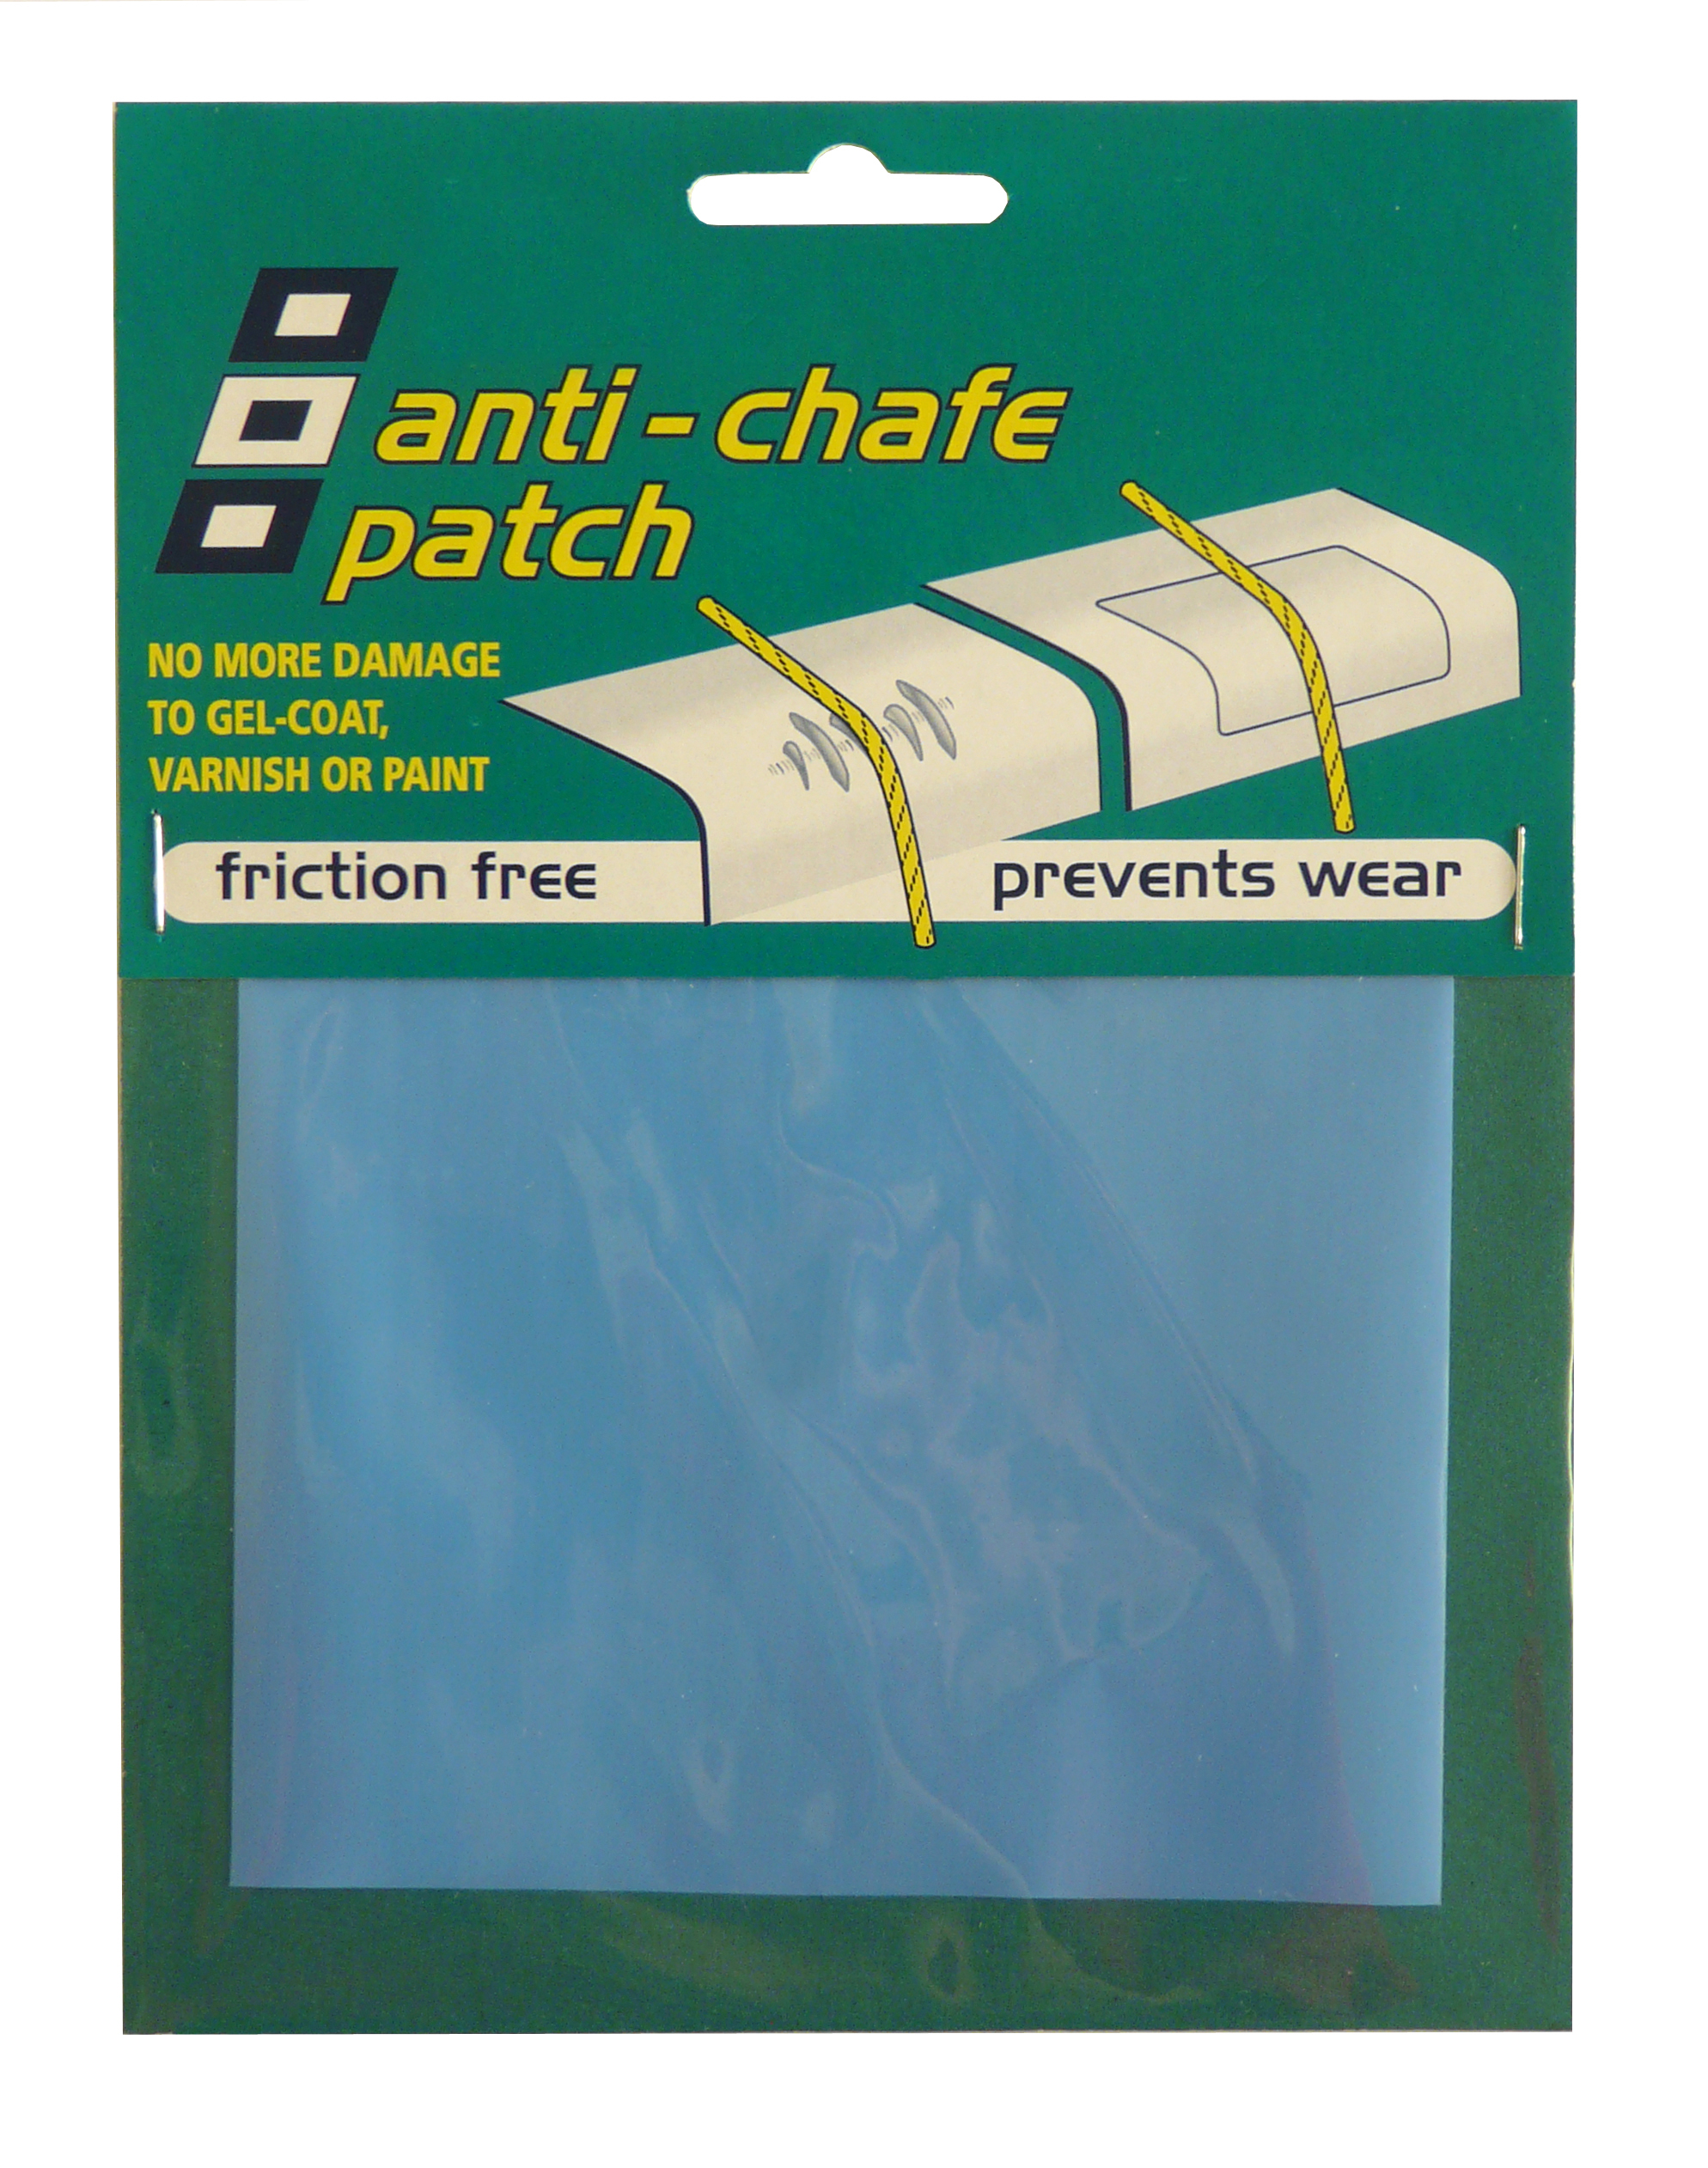 anti-chafe
patch
NO MORE DAMAGE
TO GEL-COAT,
VARNISH OR PAINT
friction free
prevents wear